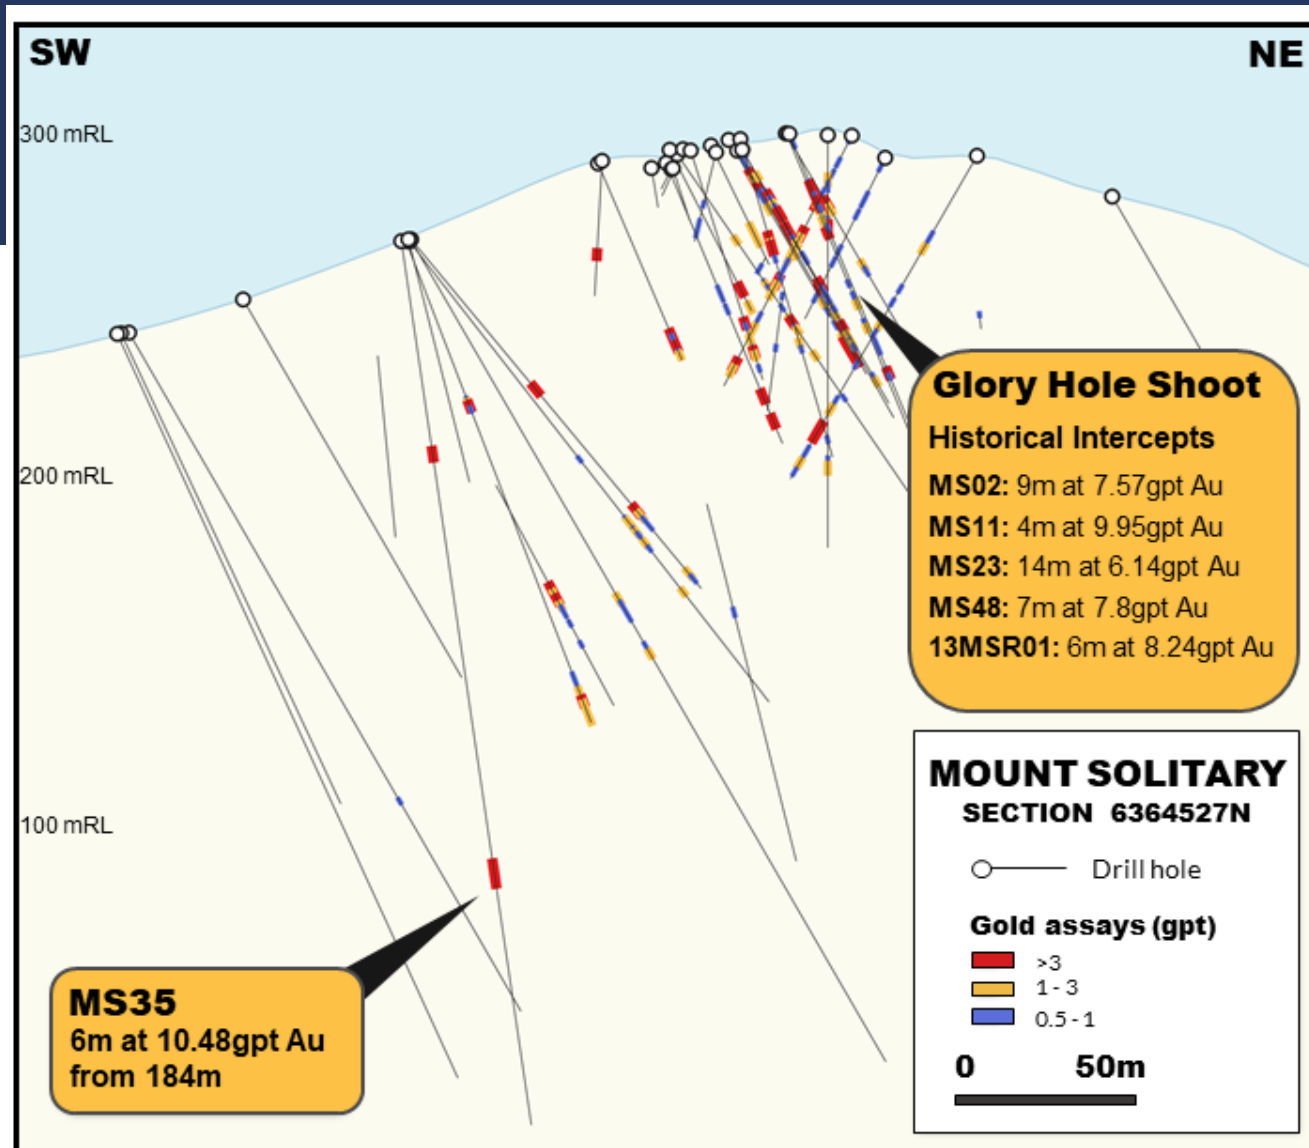 SW
NE
300 mRL
200 mRL
100 mRL
Glory Hole Shoot
Historical Intercepts
MS02: 9m at 7.57gpt Au
MS11: 4m at 9.95gpt Au
MS23: 14m at 6.14gpt Au
MS48: 7m at 7.8gpt Au
13MSR01: 6m at 8.24gpt Au
MS35
6m at 10.48gpt Au
from 184m
MOUNT SOLITARY
SECTION 6364527N
Drill hole
Gold assays (gpt)
>3
1 - 3
0.5 - 1
0 50m